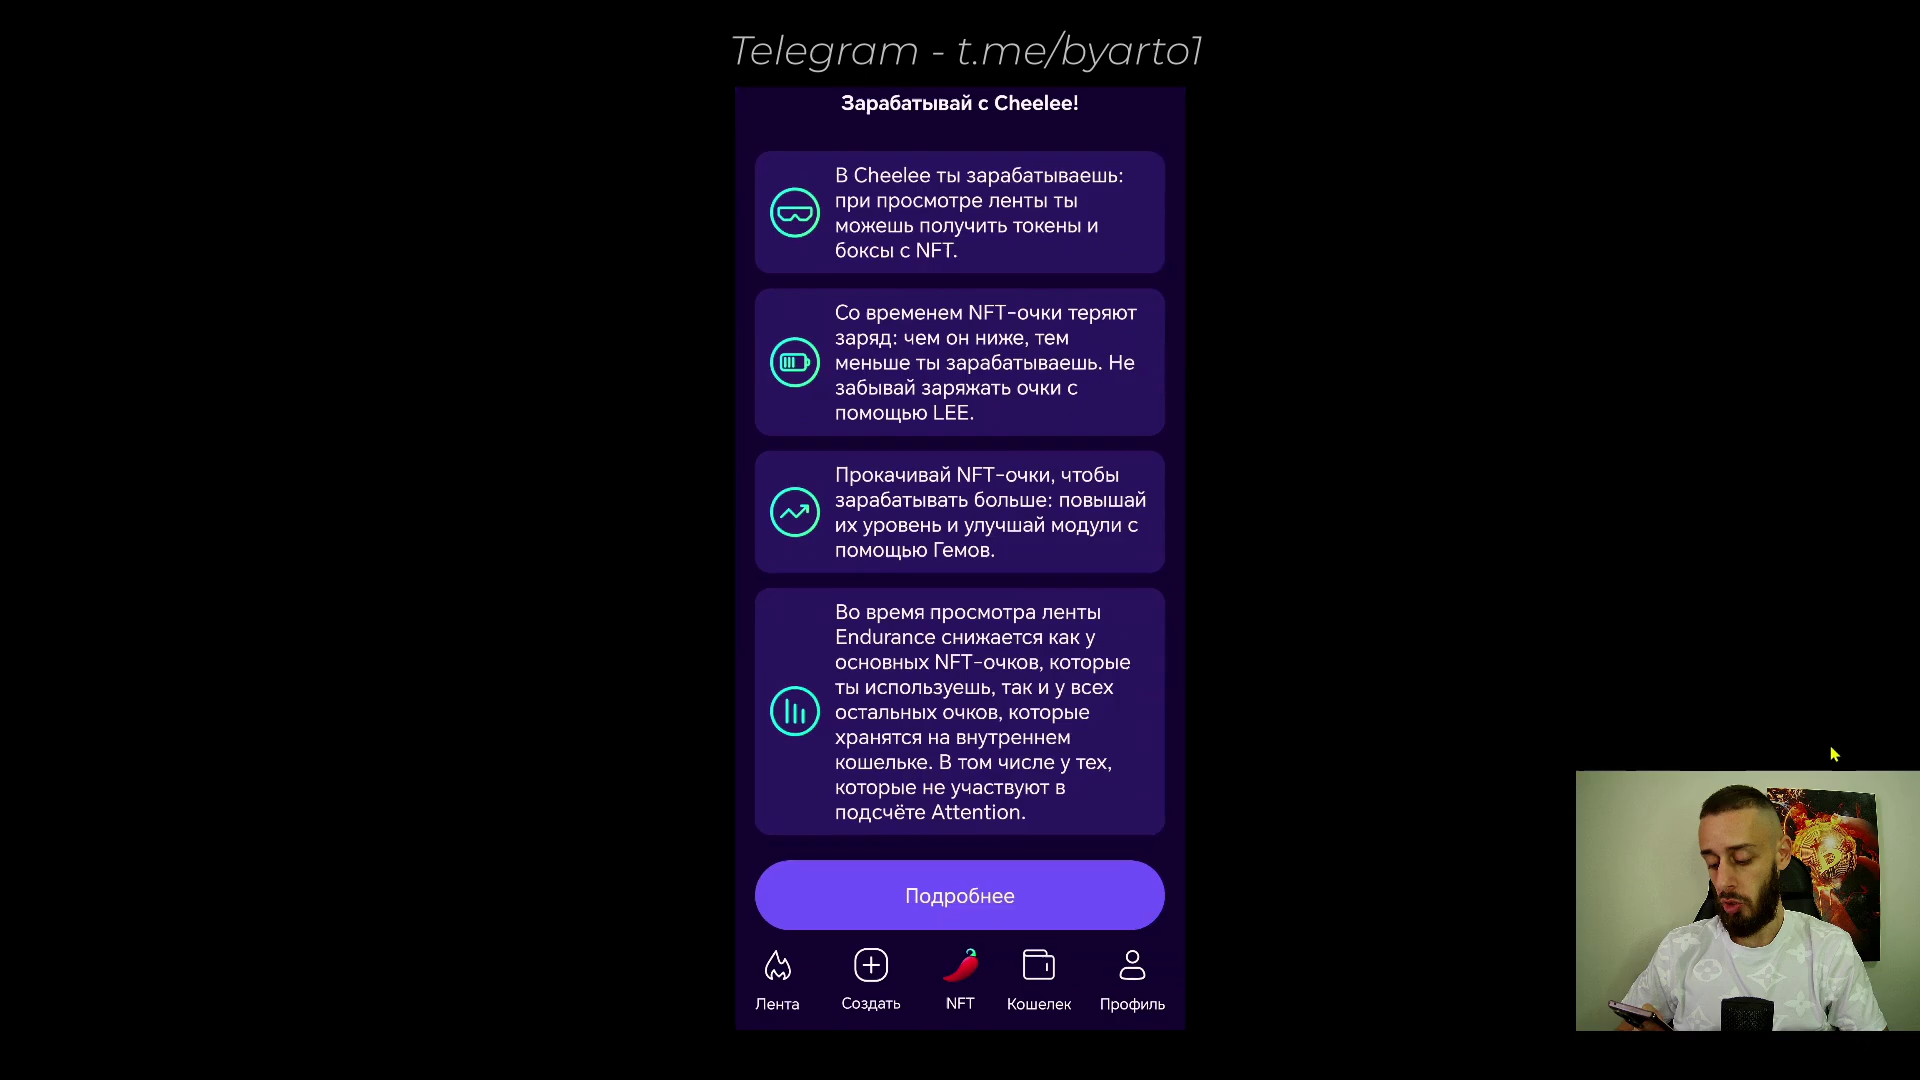 Telegram - t.me/byarto1
Зарабатывай с Cheelee!
В Cheelee ты зарабатываешь:
при просмотре ленты ты
можешь получить токены и
боксы с NFT.
Со временем NFT-очки теряют
заряд: чем он ниже, тем
меньше ты зарабатываешь. Не
забывай заряжать очки с
помощью LEE.
Прокачивай NFT-очки, чтобы
зарабатывать больше: повышай
их уровень и улучшай модули с
помощью Гемов.
Во время просмотра ленты
Endurance снижается как у
основных NFT-очков, которые
ты используешь, так и у всех
остальных очков, которые
хранятся на внутреннем
кошельке. В том числе у тех,
которые не участвуют в
подсчёте Attention.
Подробнее
Лента
Создать
NFT
Кошелек
Профиль